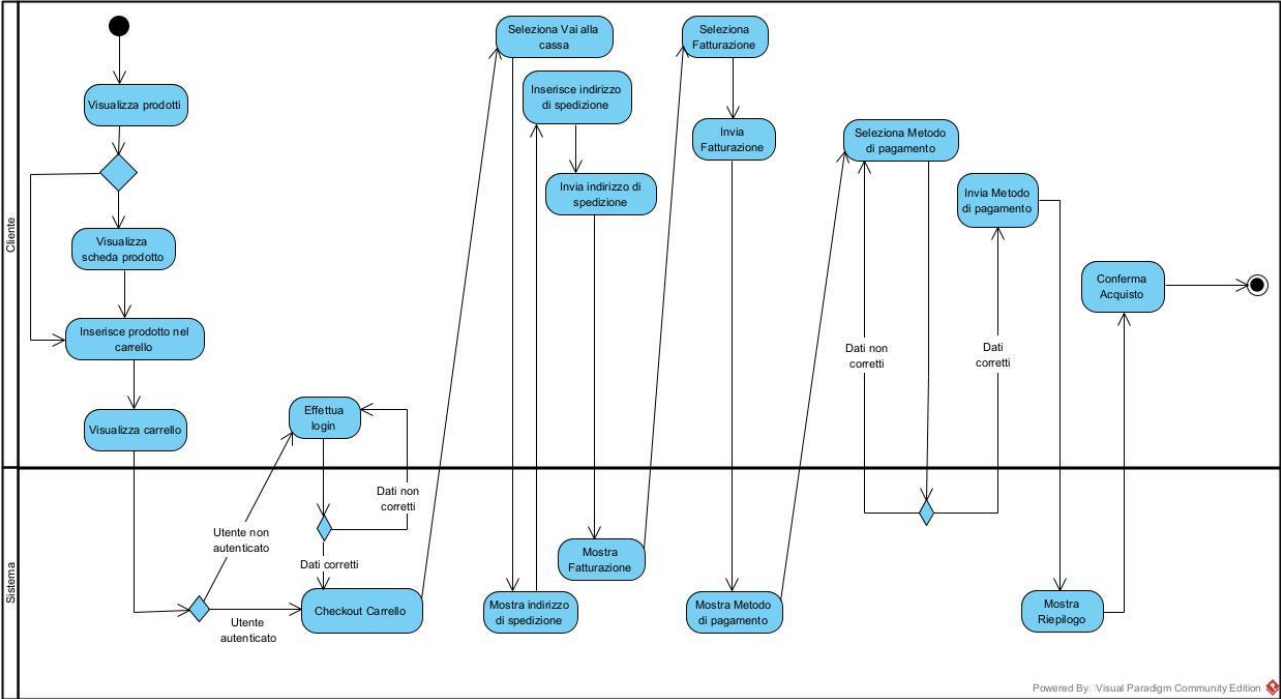 Cliente
Visualizza prodotti
Visualizza
scheda prodotto
Inserisce prodotto nel
carrello
Visualizza carrello
Effettua
login
Seleziona Vai alla
cassa
Inserisce indirizzo
di spedizione
Invia indirizzo di
spedizione
Seleziona
Fatturazione
Invia
Fatturazione
Seleziona Metodo
di pagamento
Invia Metodo
di pagamento
Dati non
corretti
Dati
corretti
Conferma
Acquisto
Sistema
Utente non
autenticato
Utente
autenticato
Dati non
corretti
Dati corretti
Checkout Carrello
Mostra indirizzo
di spedizione
Mostra
Fatturazione
Mostra Metodo
di pagamento
Mostra
Riepilogo
Powered By Visual Paradigm Community Edition